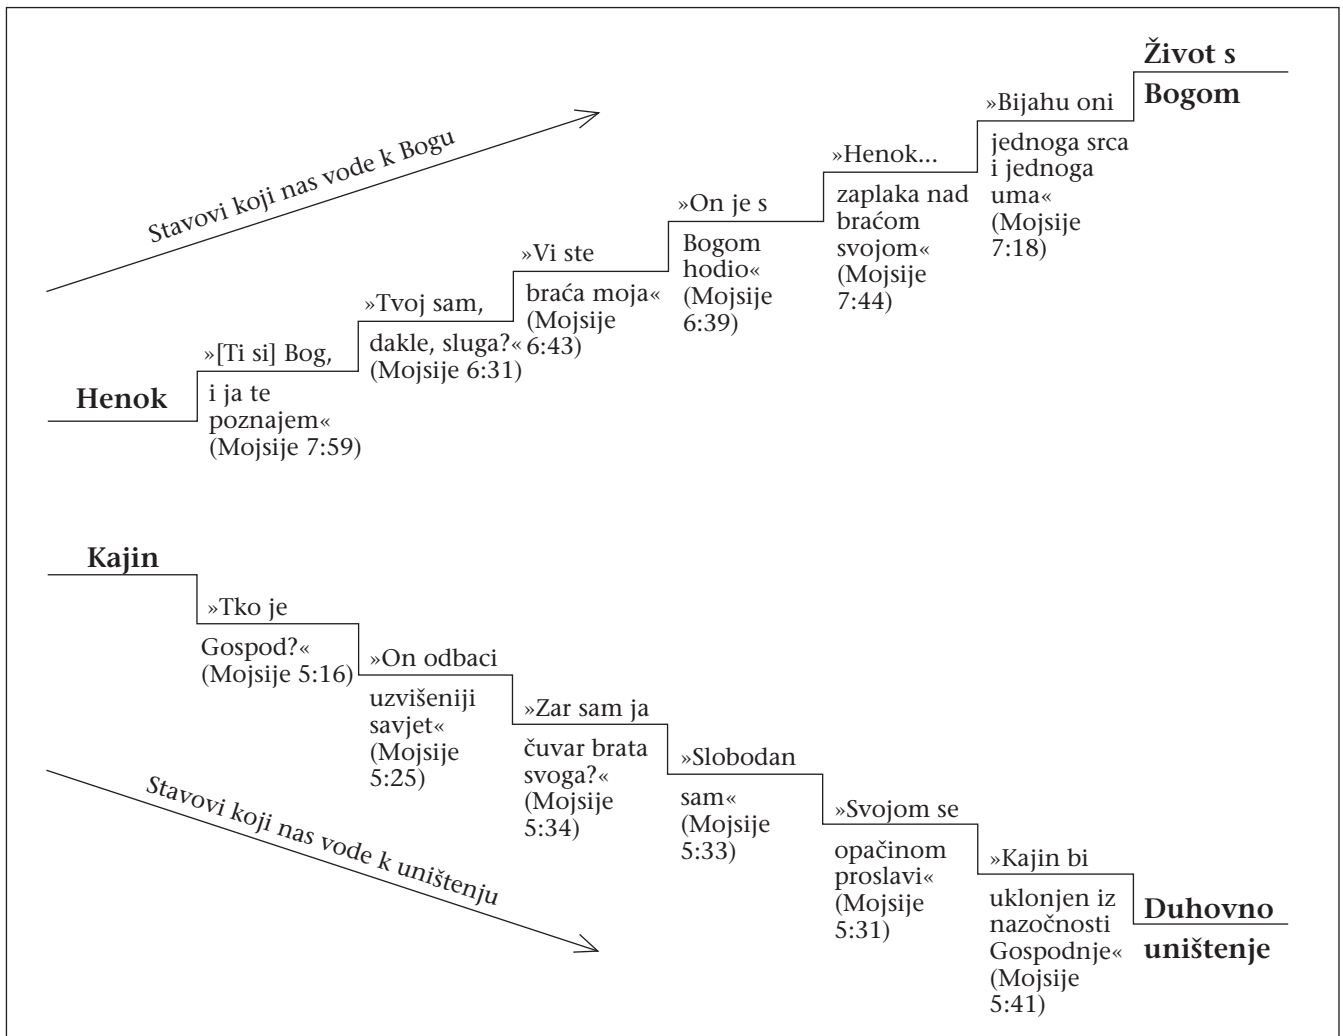 Život s
Bogom
Stavovi koji nas vode k Bogu
Henok
»[Ti si] Bog,
i ja te
poznajem«
(Mojsije 7:59)
»Tvoj sam,
dakle, sluga?«
(Mojsije 6:31)
»Vi ste
braća moja«
(Mojsije
6:43)
»On je s
Bogom
hodio«
(Mojsije
6:39)
»Henok...
zaplaka nad
braćom
svojom«
(Mojsije
7:44)
»Bijahu oni
jednoga srca
i jednoga
uma«
(Mojsije
7:18)
Kajin
»Tko je
Gospod?«
(Mojsije 5:16)
»On odbaci
uzvišeniji
savjet«
(Mojsije
5:25)
»Zar sam ja
čuvar brata
svoga?«
(Mojsije
5:34)
»Slobodan
sam«
(Mojsije
5:33)
»Svojom se
opačinom
proslavi«
(Mojsije
5:31)
»Kajin bi
uklonjen iz
nazočnosti
Gospodnje«
(Mojsije
5:41)
Duhovno
uništenje
Stavovi koji nas vode k uništenju